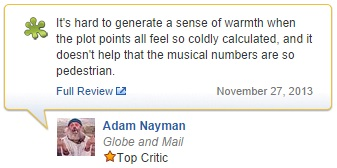 It's hard to generate a sense of warmth when
the plot points all feel so coldly calculated, and it
doesn't help that the musical numbers are so
pedestrian.
Full Review November 27, 2013
Adam Nayman
Globe and Mail
Top Critic